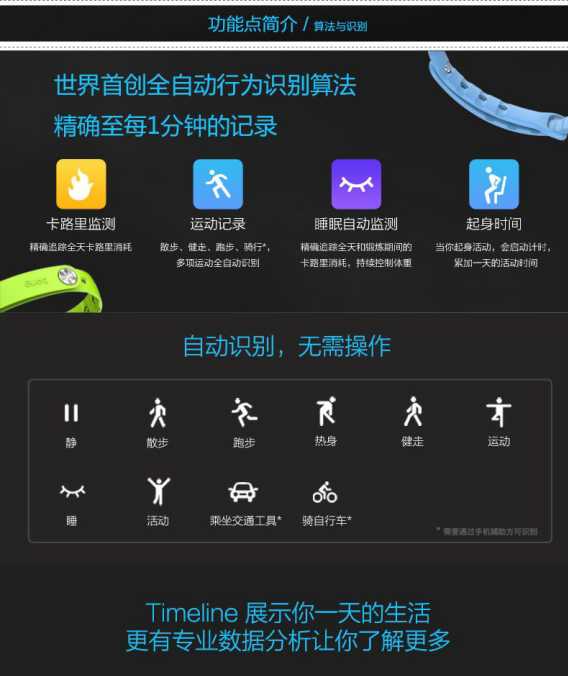 功能点简介 / 算法与识别
世界首创全自动行为识别算法
精确至每1分钟的记录
卡路里监测
运动记录
睡眠自动监测
起身时间
精确追踪全天卡路里消耗
散步、健走、跑步、骑行*，
多项运动全自动识别
精确追踪全天和锻炼期间的
卡路里消耗，持续控制体重
当你起身活动，会启动计时，
累加一天的活动时间
bong
自动识别，无需操作
静
散步
跑步
热身
健走
运动
睡
活动
乘坐交通工具*
骑自行车*
* 需要通过手机辅助方可识别
Timeline 展示你一天的生活
更有专业数据分析让你了解更多